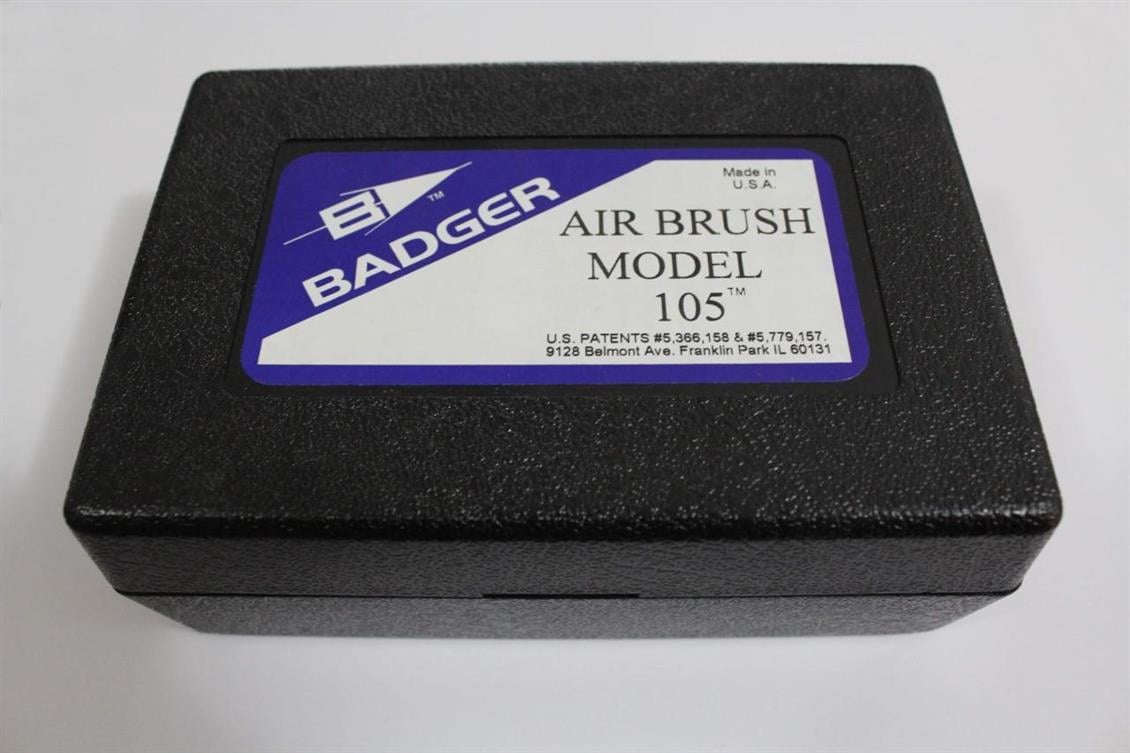 B
TM
BADGER
Made in
U.S.A.
AIR BRUSH
MODEL
105™
U.S. PATENTS #5,366,158 & #5,779,157.
9128 Belmont Ave. Franklin Park IL 60131